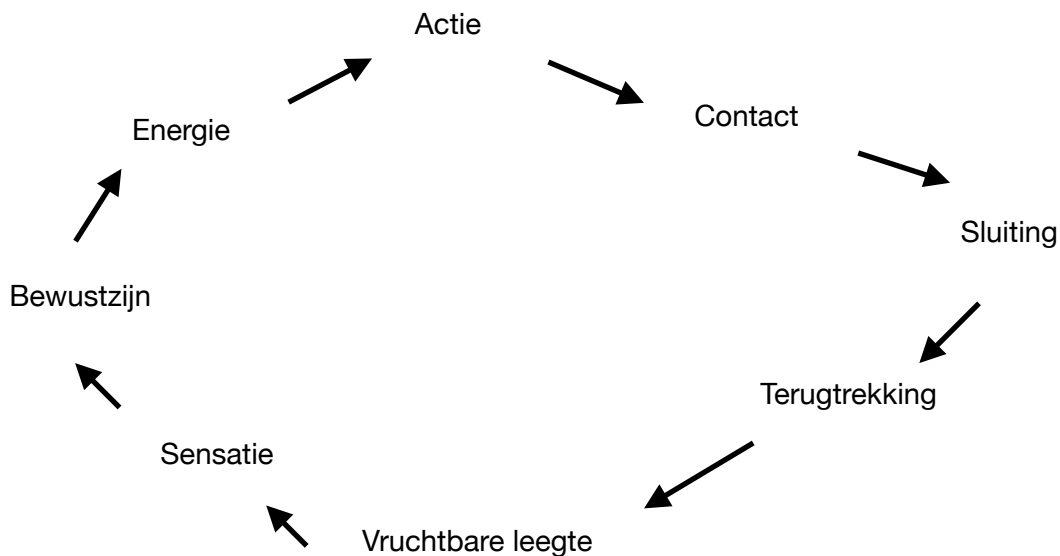 Actie
Contact
Energie
Sluiting
Bewustzijn
Terugtrekking
Sensatie
Vruchtbare leegte